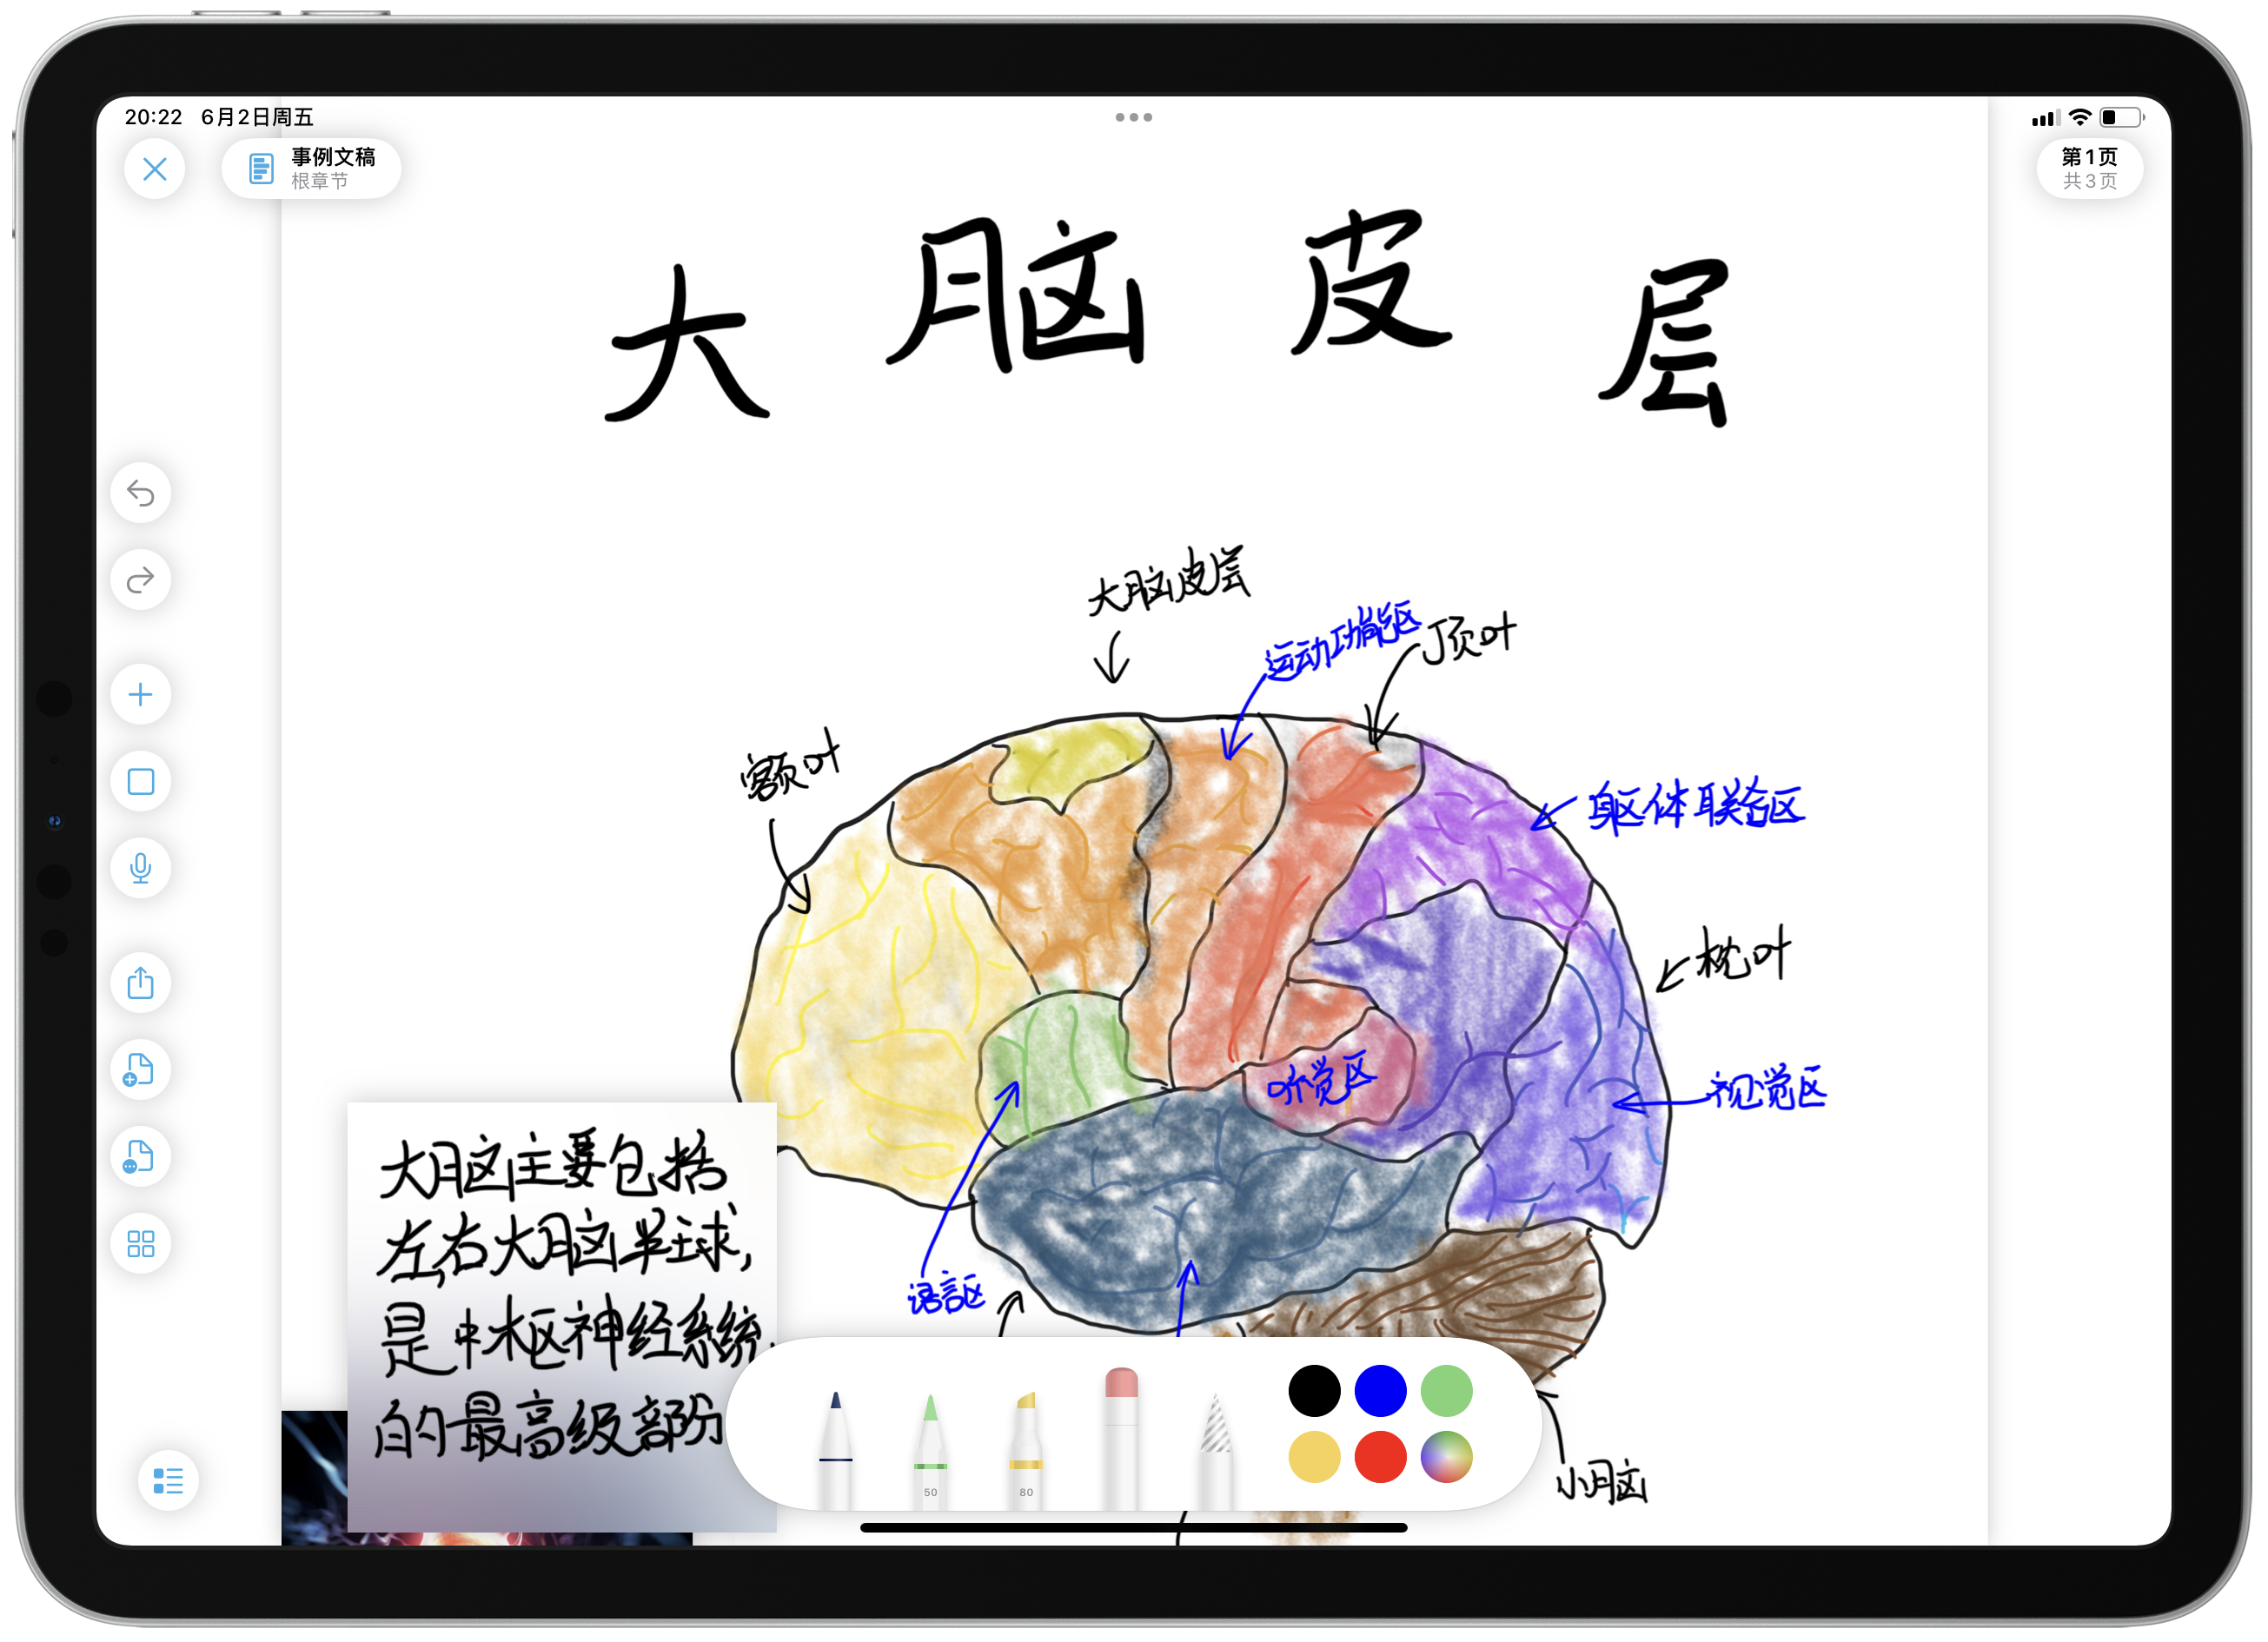 20:22 6月2日周五
事例文稿
根章节
第1页
共3页
大脑皮层
大脑皮层
运动功能区
顶叶
额叶
躯体联合区
枕叶
听觉区
视觉区
语言区
大脑主要包括
左右大脑半球,
是中枢神经系统
的最高级部份
50
80
小脑